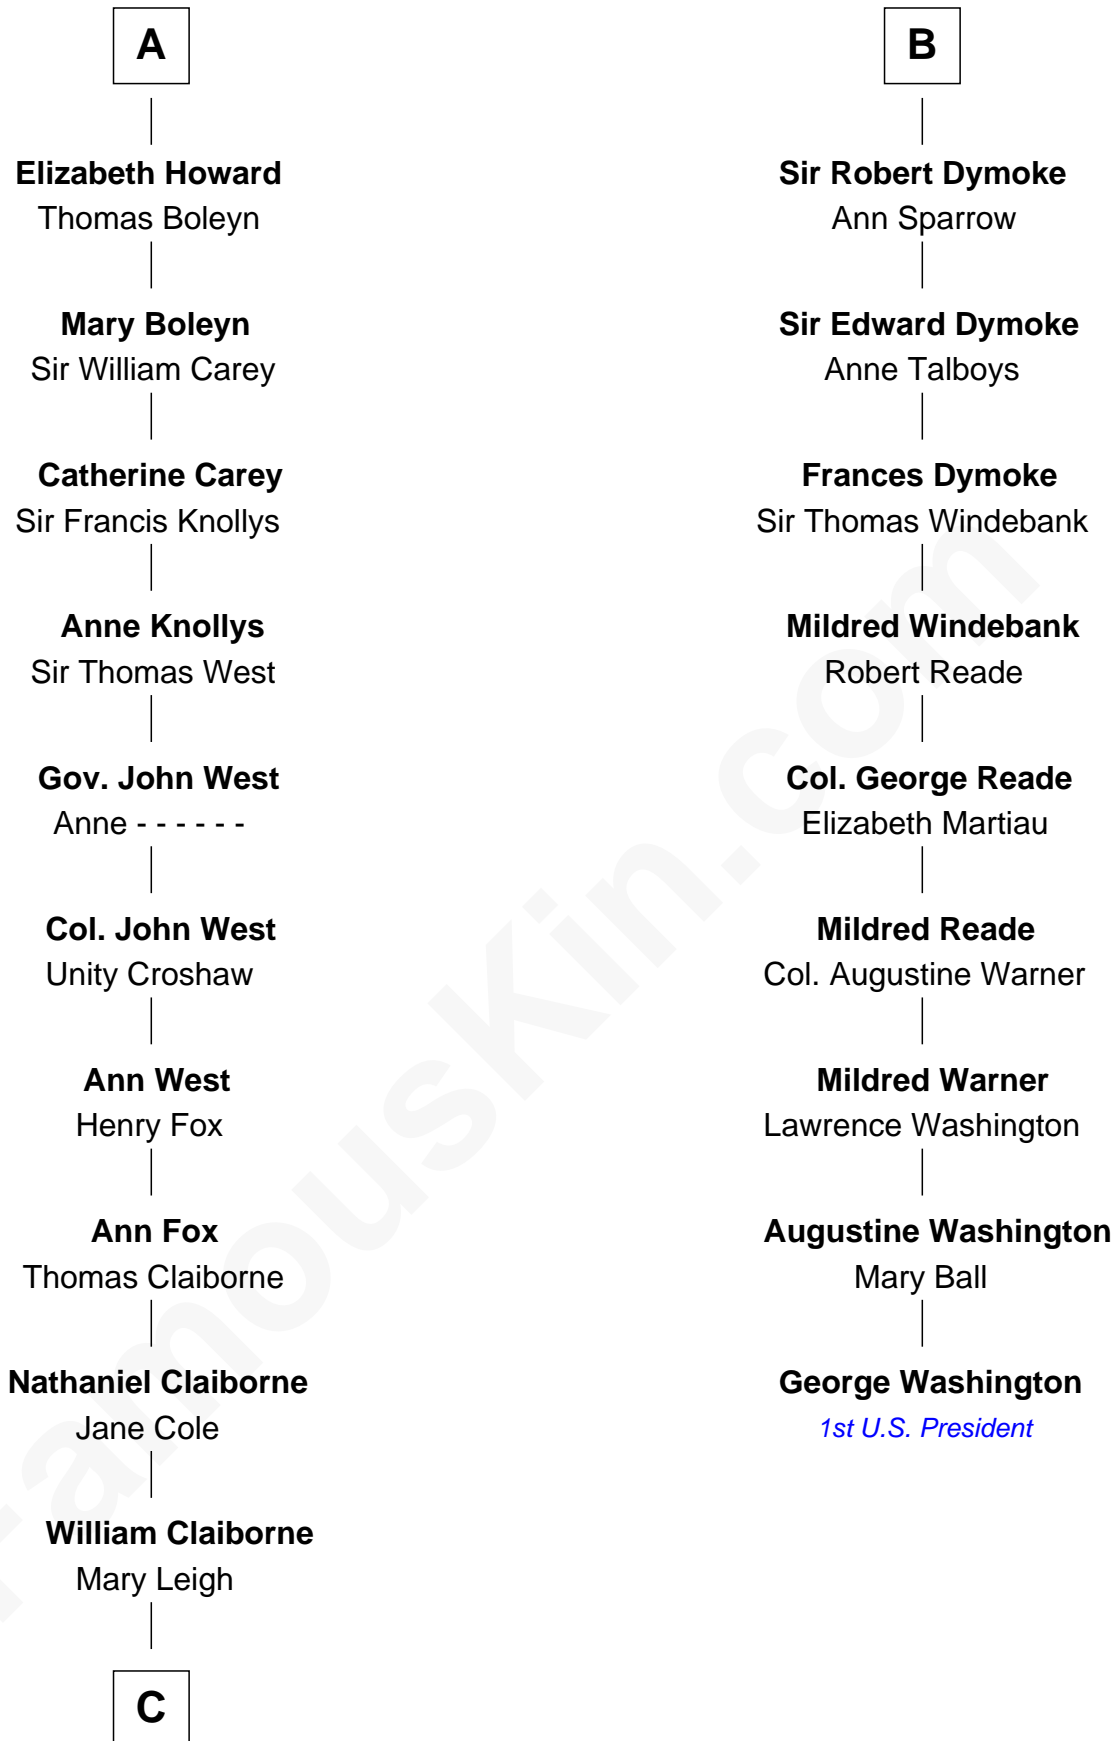 A
Elizabeth Howard
Thomas Boleyn
Mary Boleyn
Sir William Carey
Catherine Carey
Sir Francis Knollys
Anne Knollys
Sir Thomas West
Gov. John West
Anne - - - - - -
Col. John West
Unity Croshaw
Ann West
Henry Fox
Ann Fox
Thomas Claiborne
Nathaniel Claiborne
Jane Cole
William Claiborne
Mary Leigh
C
B
Sir Robert Dymoke
Ann Sparrow
Sir Edward Dymoke
Anne Talboys
Frances Dymoke
Sir Thomas Windebank
Mildred Windebank
Robert Reade
Col. George Reade
Elizabeth Martiau
Mildred Reade
Col. Augustine Warner
Mildred Warner
Lawrence Washington
Augustine Washington
Mary Ball
George Washington
1st U.S. President
FamousKin.com